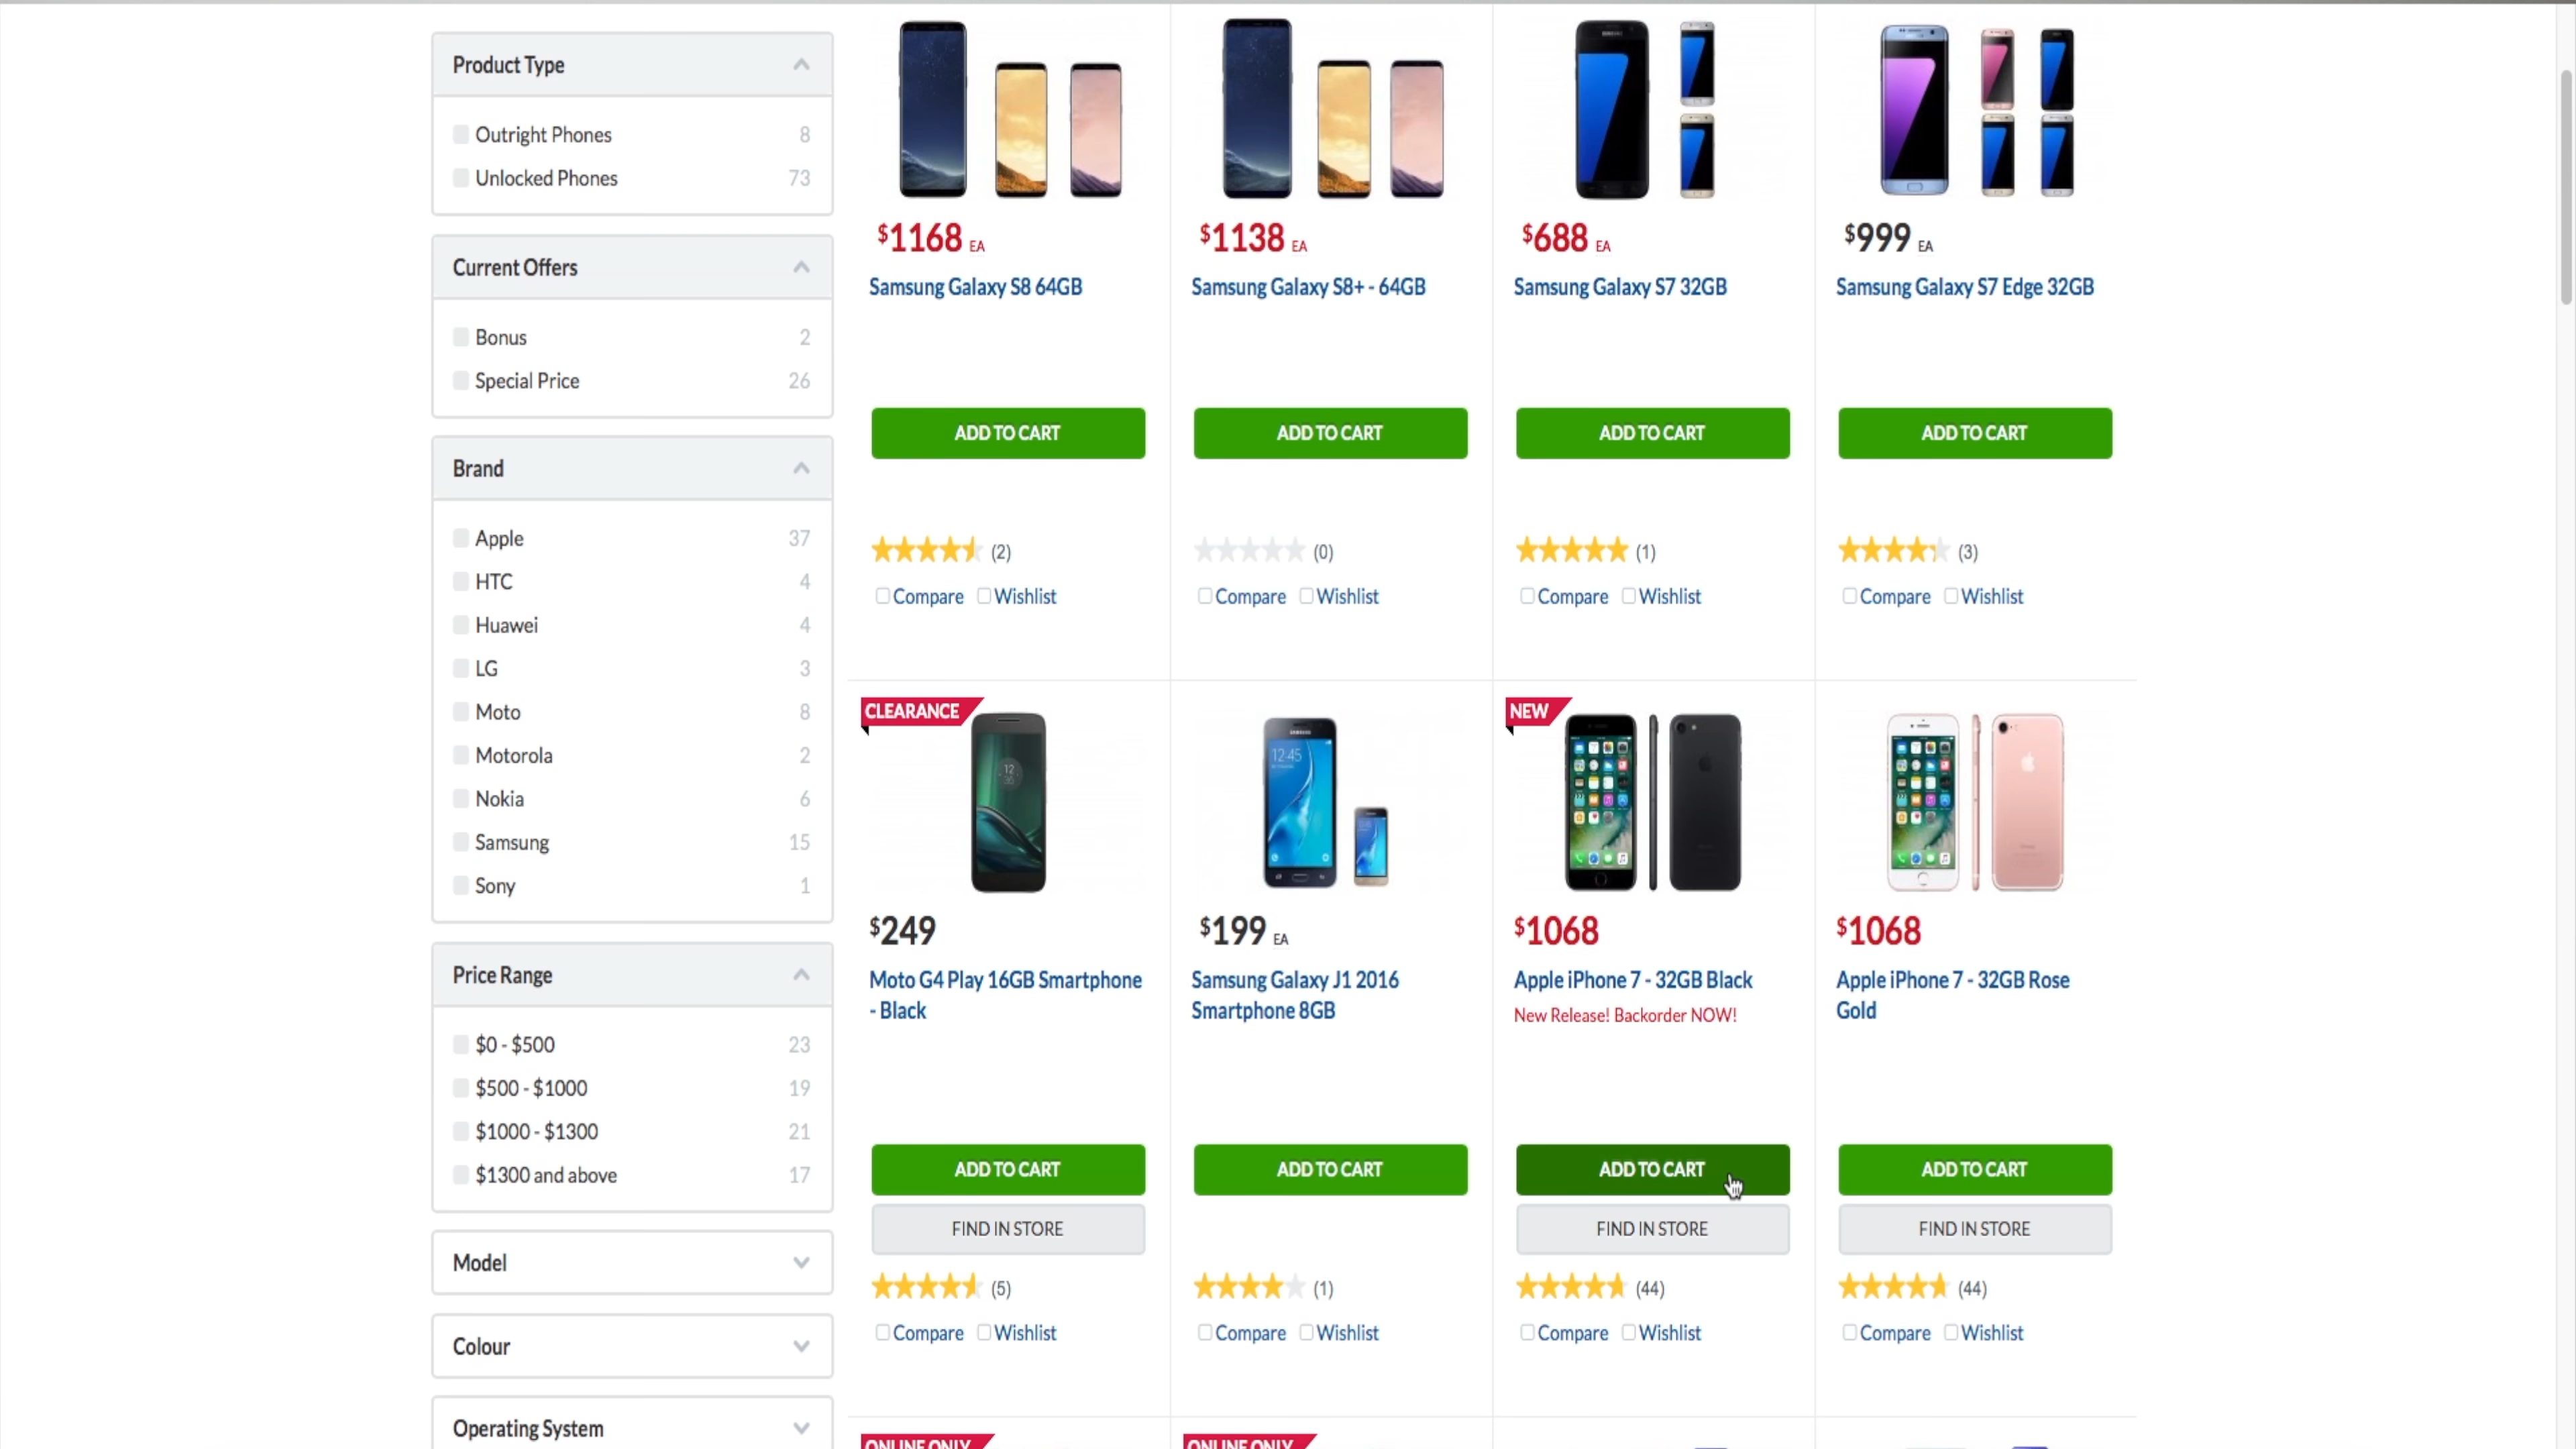 Product Type
Outright Phones 8
Unlocked Phones 73
Current Offers
Bonus 2
Special Price 26
Brand
Apple 37
HTC 4
Huawei 4
LG 3
Moto 8
Motorola 2
Nokia 6
Samsung 15
Sony 1
Price Range
$0 - $500 23
$500 - $1000 19
$1000 - $1300 21
$1300 and above 17
Model
Colour
Operating System
$1168 EA
Samsung Galaxy S8 64GB
ADD TO CART
(2)
Compare Wishlist
$1138 EA
Samsung Galaxy S8+ - 64GB
ADD TO CART
(0)
Compare Wishlist
$688 EA
Samsung Galaxy S7 32GB
ADD TO CART
(1)
Compare Wishlist
$999 EA
Samsung Galaxy S7 Edge 32GB
ADD TO CART
(3)
Compare Wishlist
CLEARANCE
$249
Moto G4 Play 16GB Smartphone
- Black
ADD TO CART
FIND IN STORE
(5)
Compare Wishlist
12:45
$199 EA
Samsung Galaxy J1 2016
Smartphone 8GB
ADD TO CART
(1)
Compare Wishlist
NEW
$1068
Apple iPhone 7 - 32GB Black
New Release! Backorder NOW!
ADD TO CART
FIND IN STORE
(44)
Compare Wishlist
$1068
Apple iPhone 7 - 32GB Rose
Gold
ADD TO CART
FIND IN STORE
(44)
Compare Wishlist
ONLINE ONLY
ONLINE ONLY